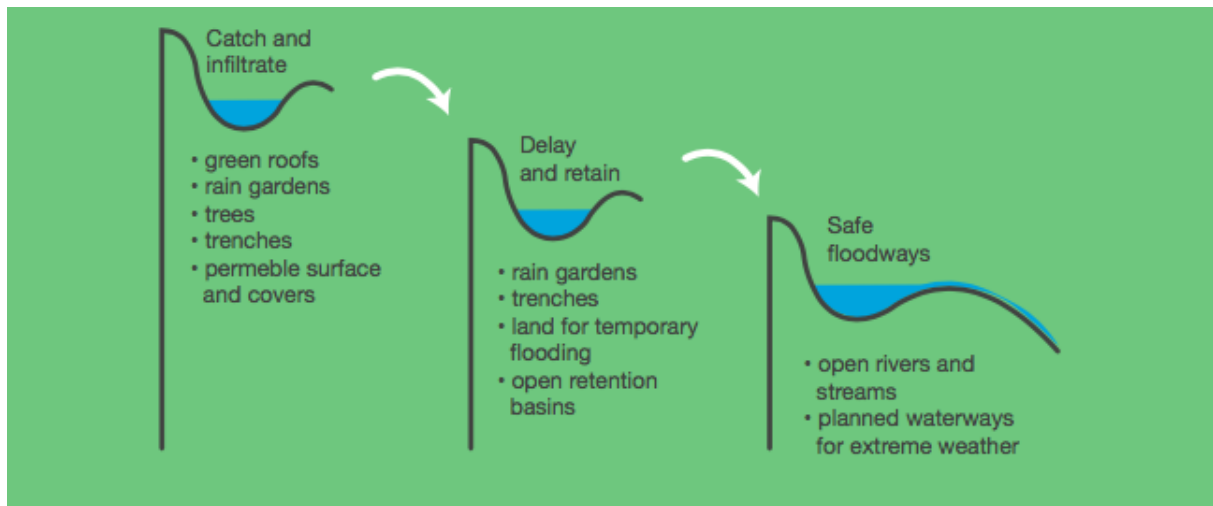 Catch and
infiltrate
• green roofs
• rain gardens
• trees
• trenches
• permeble surface
and covers
Delay
and retain
• rain gardens
• trenches
• land for temporary
flooding
• open retention
basins
Safe
floodways
• open rivers and
streams
• planned waterways
for extreme weather